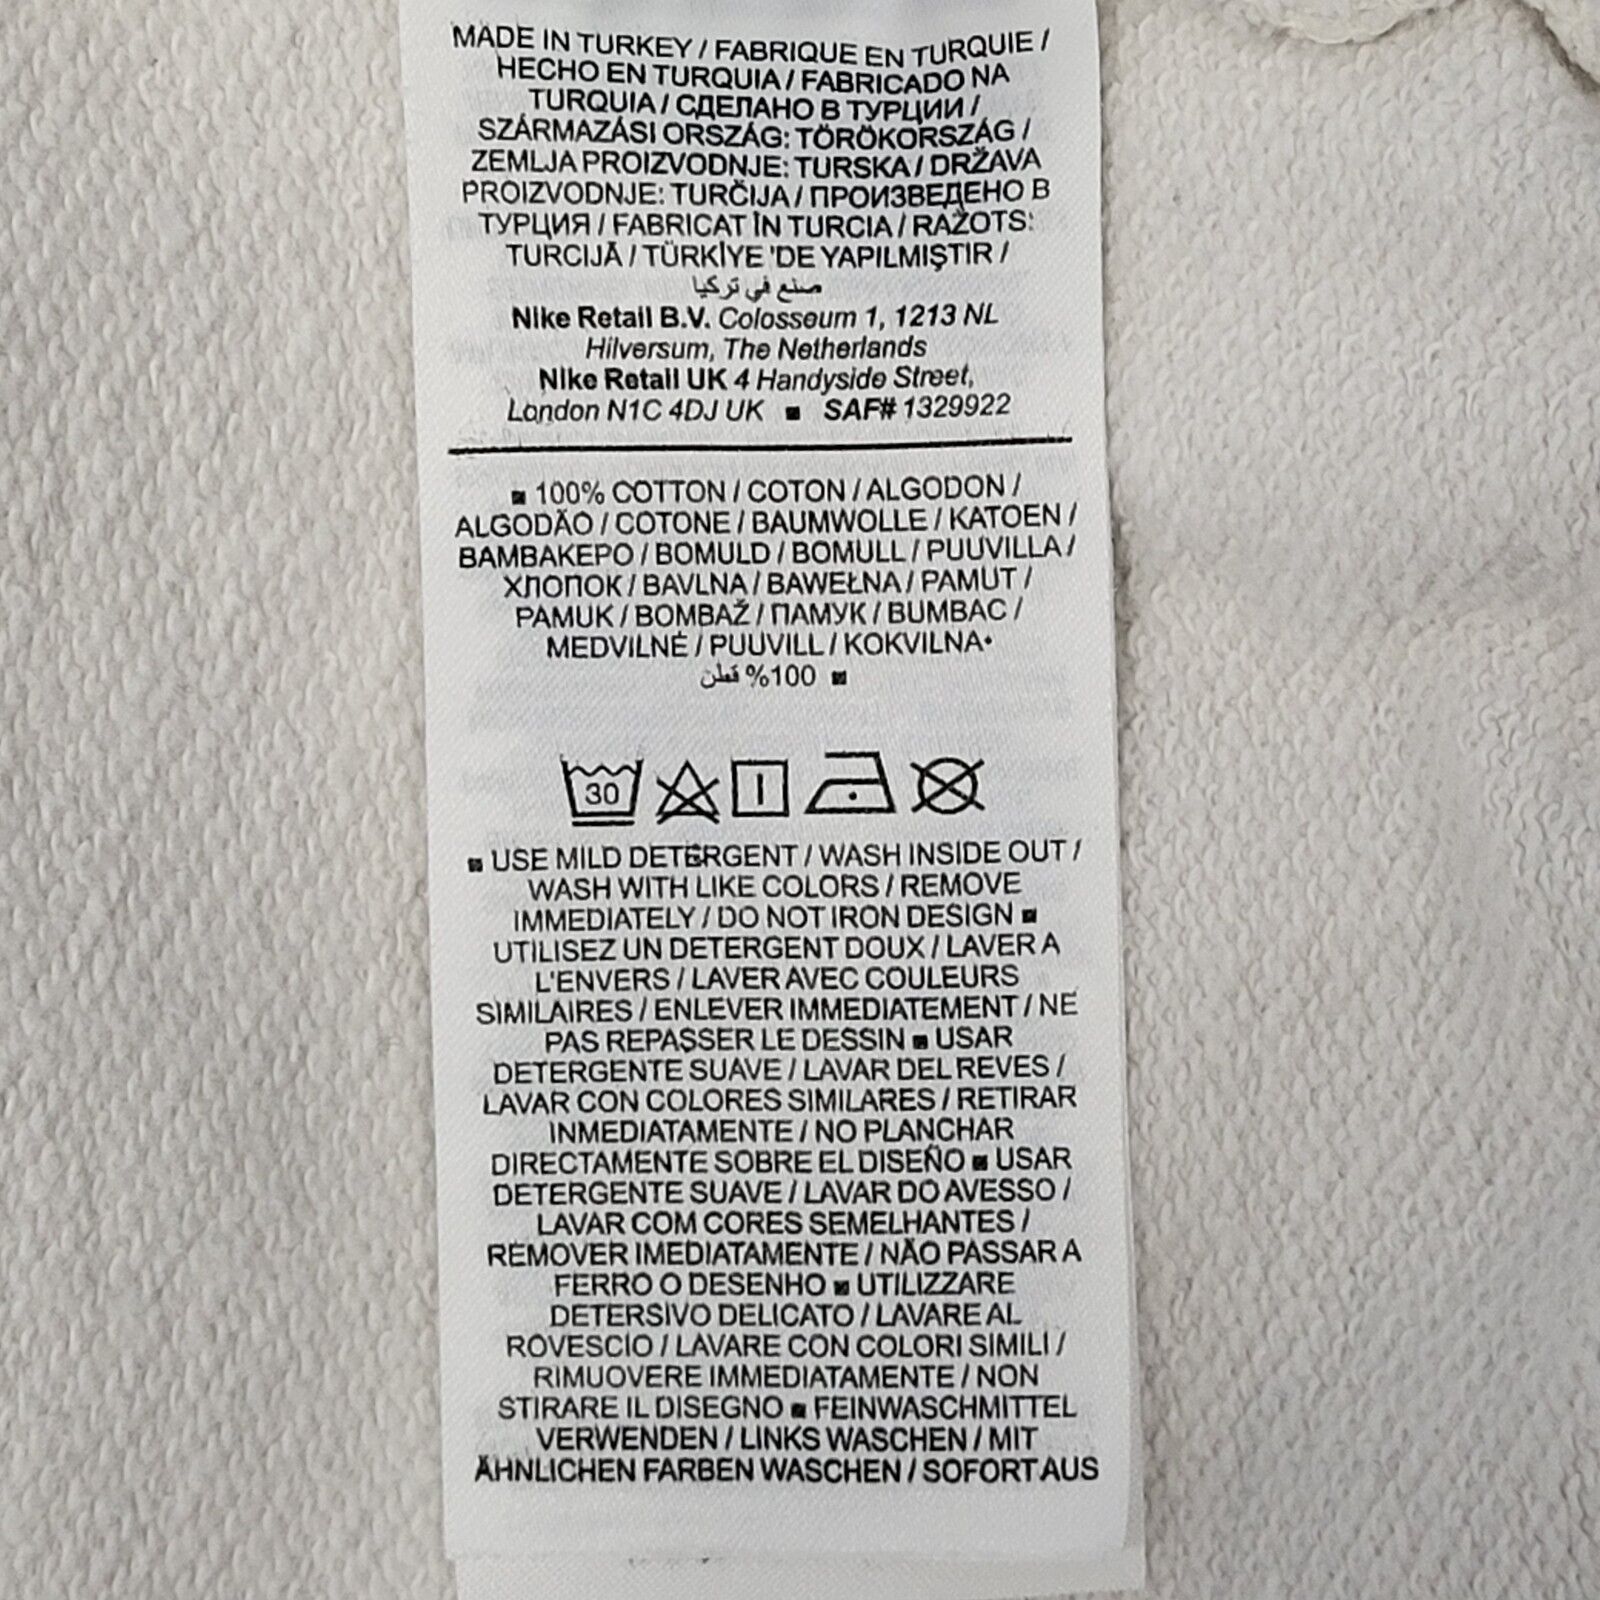 MADE IN TURKEY / FABRIQUE EN TURQUIE /
HECHO EN TURQUIA / FABRICADO NA
TURQUIA / СДЕЛАНО В ТУРЦИИ /
SZÁRMAZÁSI ORSZÁG: TÖRÖKORSZÁG /
ZEMLJA PROIZVODNJE: TURSKA / DRŽAVA
PROIZVODNJE: TURČIJA / ПРОИЗВЕДЕНО В
ТУРЦИЯ / FABRICAT ÎN TURCIA / RAŽOTS:
TURCIJĀ / TÜRKİYE 'DE YAPILMIŞTIR /
صنع في تركيا
Nike Retail B.V. Colosseum 1, 1213 NL
Hilversum, The Netherlands
Nike Retail UK 4 Handyside Street,
London N1C 4DJ UK ■ SAF# 1329922
■ 100% COTTON / COTON / ALGODON /
ALGODÃO / COTONE / BAUMWOLLE / KATOEN /
ΒΑΜΒΑΚΕΡΟ / BOMULD / BOMULL / PUUVILLA /
ХЛОПОК / BAVLNA / BAWEŁNA / PAMUT /
PAMUK / BOMBAŽ / ПАМУК / BUMBAC /
MEDVILNĖ / PUUVILL / KOKVILNA•
100% قطن ■
30
■ USE MILD DETERGENT / WASH INSIDE OUT /
WASH WITH LIKE COLORS / REMOVE
IMMEDIATELY / DO NOT IRON DESIGN ■
UTILISEZ UN DETERGENT DOUX / LAVER A
L'ENVERS / LAVER AVEC COULEURS
SIMILAIRES / ENLEVER IMMEDIATEMENT / NE
PAS REPASSER LE DESSIN ■ USAR
DETERGENTE SUAVE / LAVAR DEL REVES /
LAVAR CON COLORES SIMILARES / RETIRAR
INMEDIATAMENTE / NO PLANCHAR
DIRECTAMENTE SOBRE EL DISEÑO ■ USAR
DETERGENTE SUAVE / LAVAR DO AVESSO /
LAVAR COM CORES SEMELHANTES /
REMOVER IMEDIATAMENTE / NÃO PASSAR A
FERRO O DESENHO ■ UTILIZZARE
DETERSIVO DELICATO / LAVARE AL
ROVESCIO / LAVARE CON COLORI SIMILI /
RIMUOVERE IMMEDIATAMENTE / NON
STIRARE IL DISEGNO ■ FEINWASCHMITTEL
VERWENDEN / LINKS WASCHEN / MIT
ÄHNLICHEN FARBEN WASCHEN / SOFORT AUS